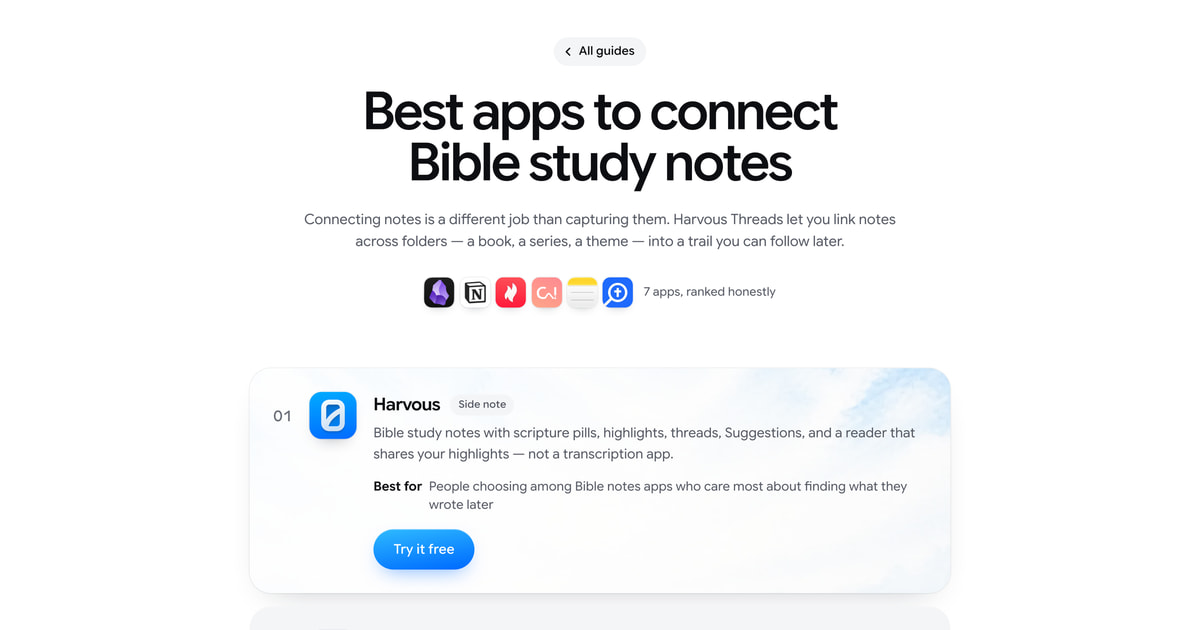 All guides
Best apps to connect
Bible study notes
Connecting notes is a different job than capturing them. Harvous Threads let you link notes
across folders — a book, a series, a theme — into a trail you can follow later.
7 apps, ranked honestly
01
Harvous
Side note
Bible study notes with scripture pills, highlights, threads, Suggestions, and a reader that
shares your highlights — not a transcription app.
Best for People choosing among Bible notes apps who care most about finding what they
wrote later
Try it free